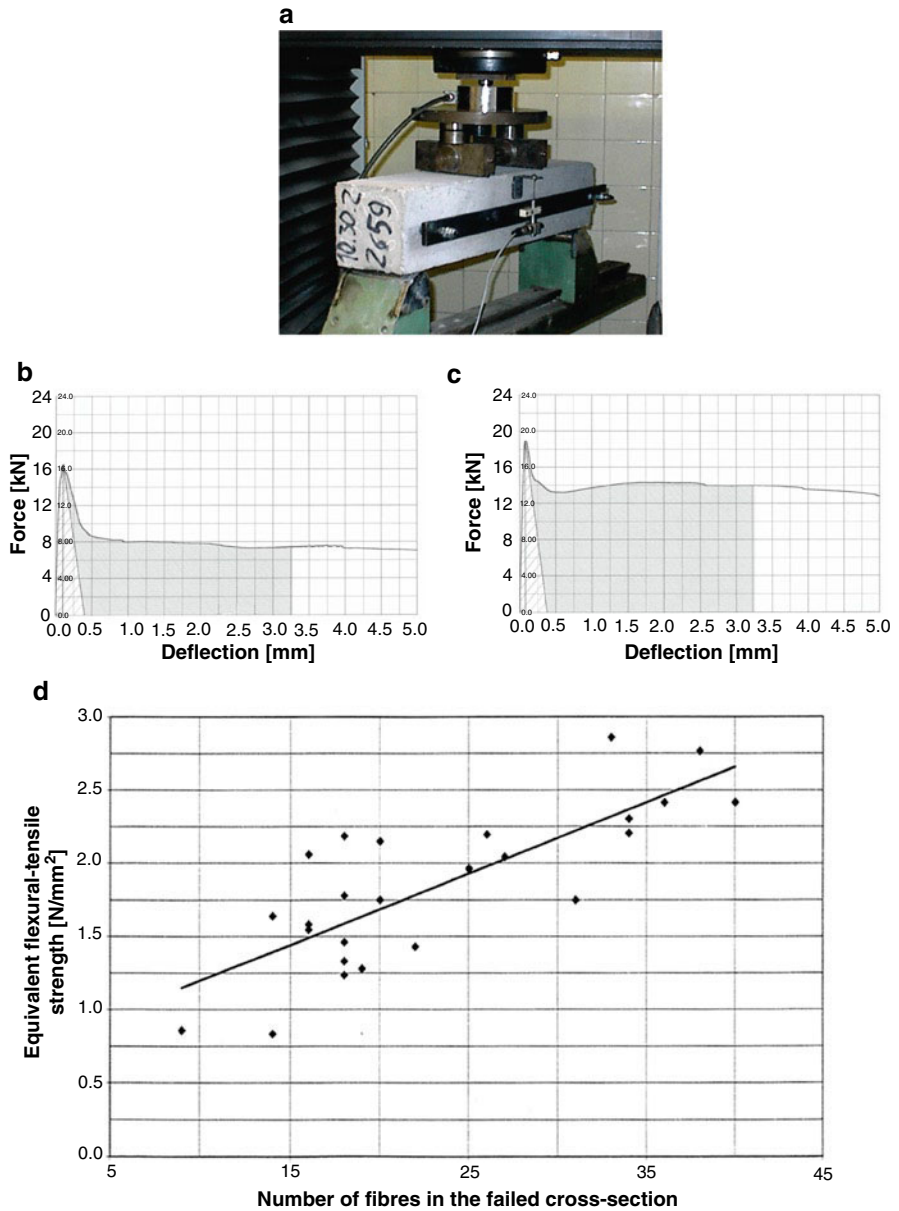 a
10.30.2
2659
b
24
20
16
12
8
4
0
24.0
20.0
16.0
12.0
8.00
4.00
0.0
Force [kN]
0.0 0.5 1.0 1.5 2.0 2.5 3.0 3.5 4.0 4.5 5.0
Deflection [mm]
c
24
20
16
12
8
4
0
24.0
20.0
16.0
12.0
8.00
4.00
0.0
Force [kN]
0.0 0.5 1.0 1.5 2.0 2.5 3.0 3.5 4.0 4.5 5.0
Deflection [mm]
d
3.0
2.5
2.0
1.5
1.0
0.5
0.0
Equivalent flexural-tensile
strength [N/mm²]
5 15 25 35 45
Number of fibres in the failed cross-section